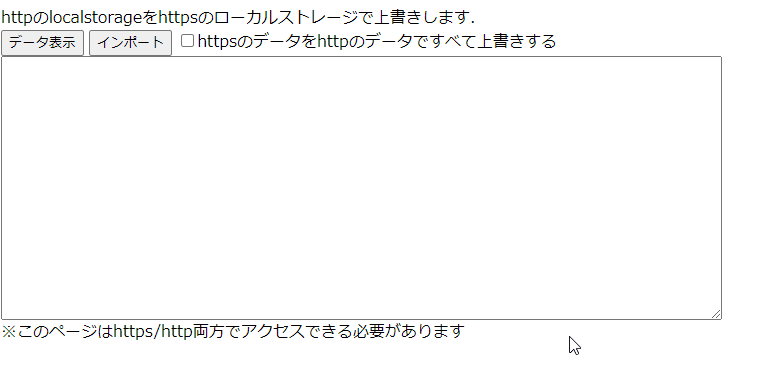 httpのlocalstorageをhttpsのローカルストレージで上書きします.
データ表示 インポート httpsのデータをhttpのデータですべて上書きする
※このページはhttps/http両方でアクセスできる必要があります